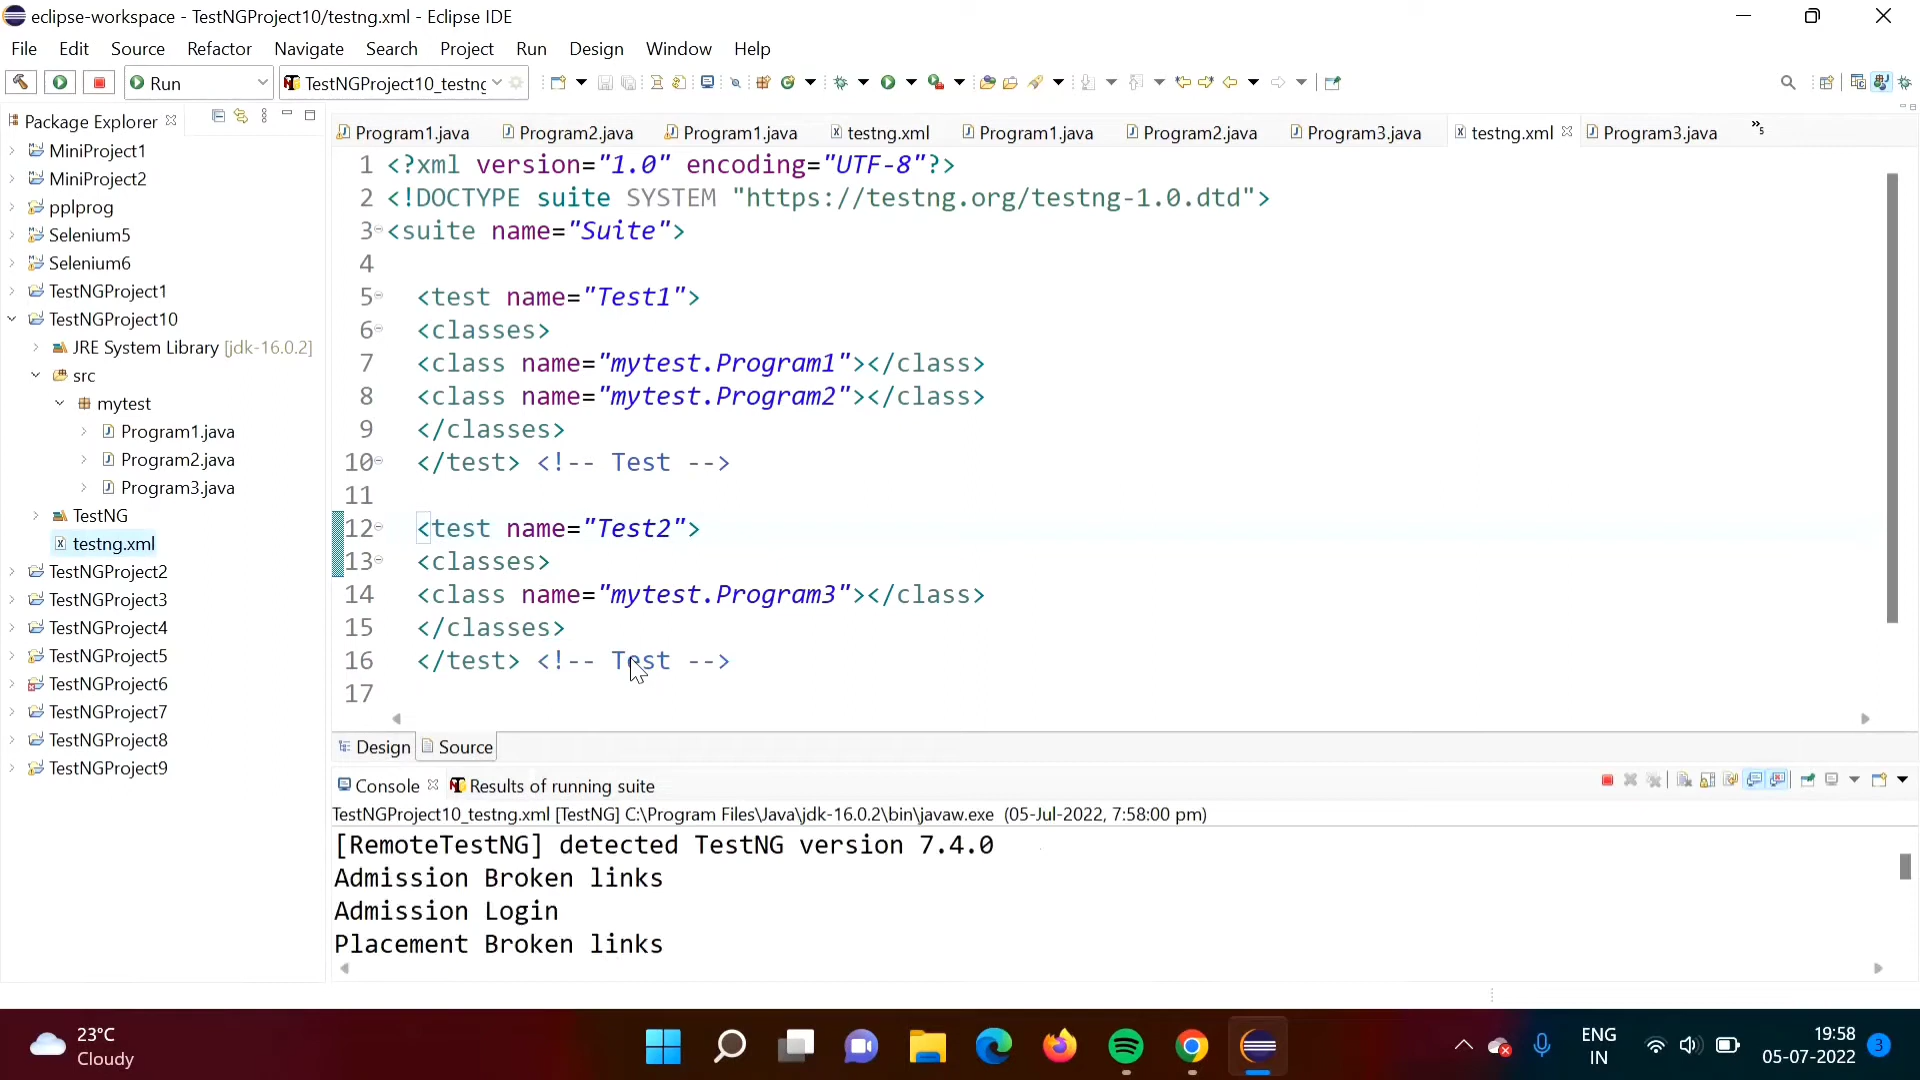 eclipse-workspace - TestNGProject10/testng.xml - Eclipse IDE
File Edit Source Refactor Navigate Search Project Run Design Window Help
Run TestNGProject10_testng
Package Explorer
Program1.java Program2.java Program1.java testng.xml Program1.java Program2.java Program3.java testng.xml Program3.java »5
MiniProject1
MiniProject2
pplprog
Selenium5
Selenium6
TestNGProject1
TestNGProject10
JRE System Library [jdk-16.0.2]
src
mytest
Program1.java
Program2.java
Program3.java
TestNG
testng.xml
TestNGProject2
TestNGProject3
TestNGProject4
TestNGProject5
TestNGProject6
TestNGProject7
TestNGProject8
TestNGProject9
1 <?xml version="1.0" encoding="UTF-8"?>
2 <!DOCTYPE suite SYSTEM "https://testng.org/testng-1.0.dtd">
3 <suite name="Suite">
4
5 <test name="Test1">
6 <classes>
7 <class name="mytest.Program1"></class>
8 <class name="mytest.Program2"></class>
9 </classes>
10 </test> <!-- Test -->
11
12 <test name="Test2">
13 <classes>
14 <class name="mytest.Program3"></class>
15 </classes>
16 </test> <!-- Test -->
17
Design Source
Console Results of running suite
TestNGProject10_testng.xml [TestNG] C:\Program Files\Java\jdk-16.0.2\bin\javaw.exe (05-Jul-2022, 7:58:00 pm)
[RemoteTestNG] detected TestNG version 7.4.0
Admission Broken links
Admission Login
Placement Broken links
23°C
Cloudy
ENG
IN
19:58
05-07-2022
3